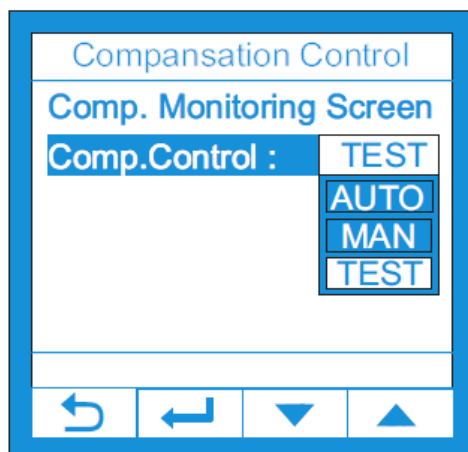 Compansation Control
Comp. Monitoring Screen
Comp.Control : TEST
AUTO
MAN
TEST